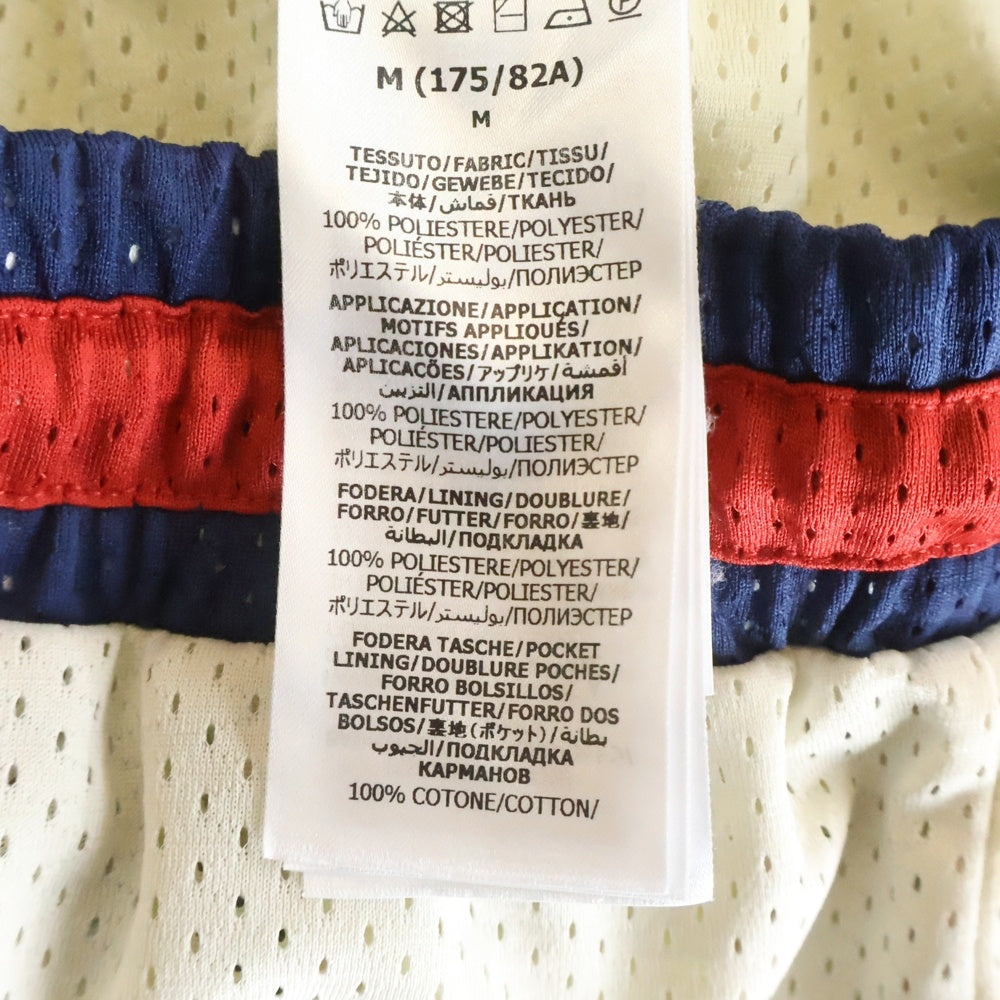 M (175/82A)
M
TESSUTO/FABRIC/TISSU/
TEJIDO/GEWEBE/TECIDO/
本体/قماش/ТКАНЬ
100% POLIESTERE/POLYESTER/
POLIÉSTER/POLIESTER/
ポリエステル/بوليستر/ПОЛИЭСТЕР
APPLICAZIONE/APPLICATION/
MOTIFS APPLIQUÉS/
APLICACIONES/APPLIKATION/
APLICACÕES/アップリケ/أقمشة
التزيين/АППЛИКАЦИЯ
100% POLIESTERE/POLYESTER/
POLIÉSTER/POLIESTER/
ポリエステル/بوليستر/ПОЛИЭСТЕР
FODERA/LINING/DOUBLURE/
FORRO/FUTTER/FORRO/裏地/
البطانة/ПОДКЛАДКА
100% POLIESTERE/POLYESTER/
POLIÉSTER/POLIESTER/
ポリエステル/بوليستر/ПОЛИЭСТЕР
FODERA TASCHE/POCKET
LINING/DOUBLURE POCHES/
FORRO BOLSILLOS/
TASCHENFUTTER/FORRO DOS
BOLSOS/裏地(ポケット)/بطانة
الجيوب/ПОДКЛАДКА
КАРМАНОВ
100% COTONE/COTTON/